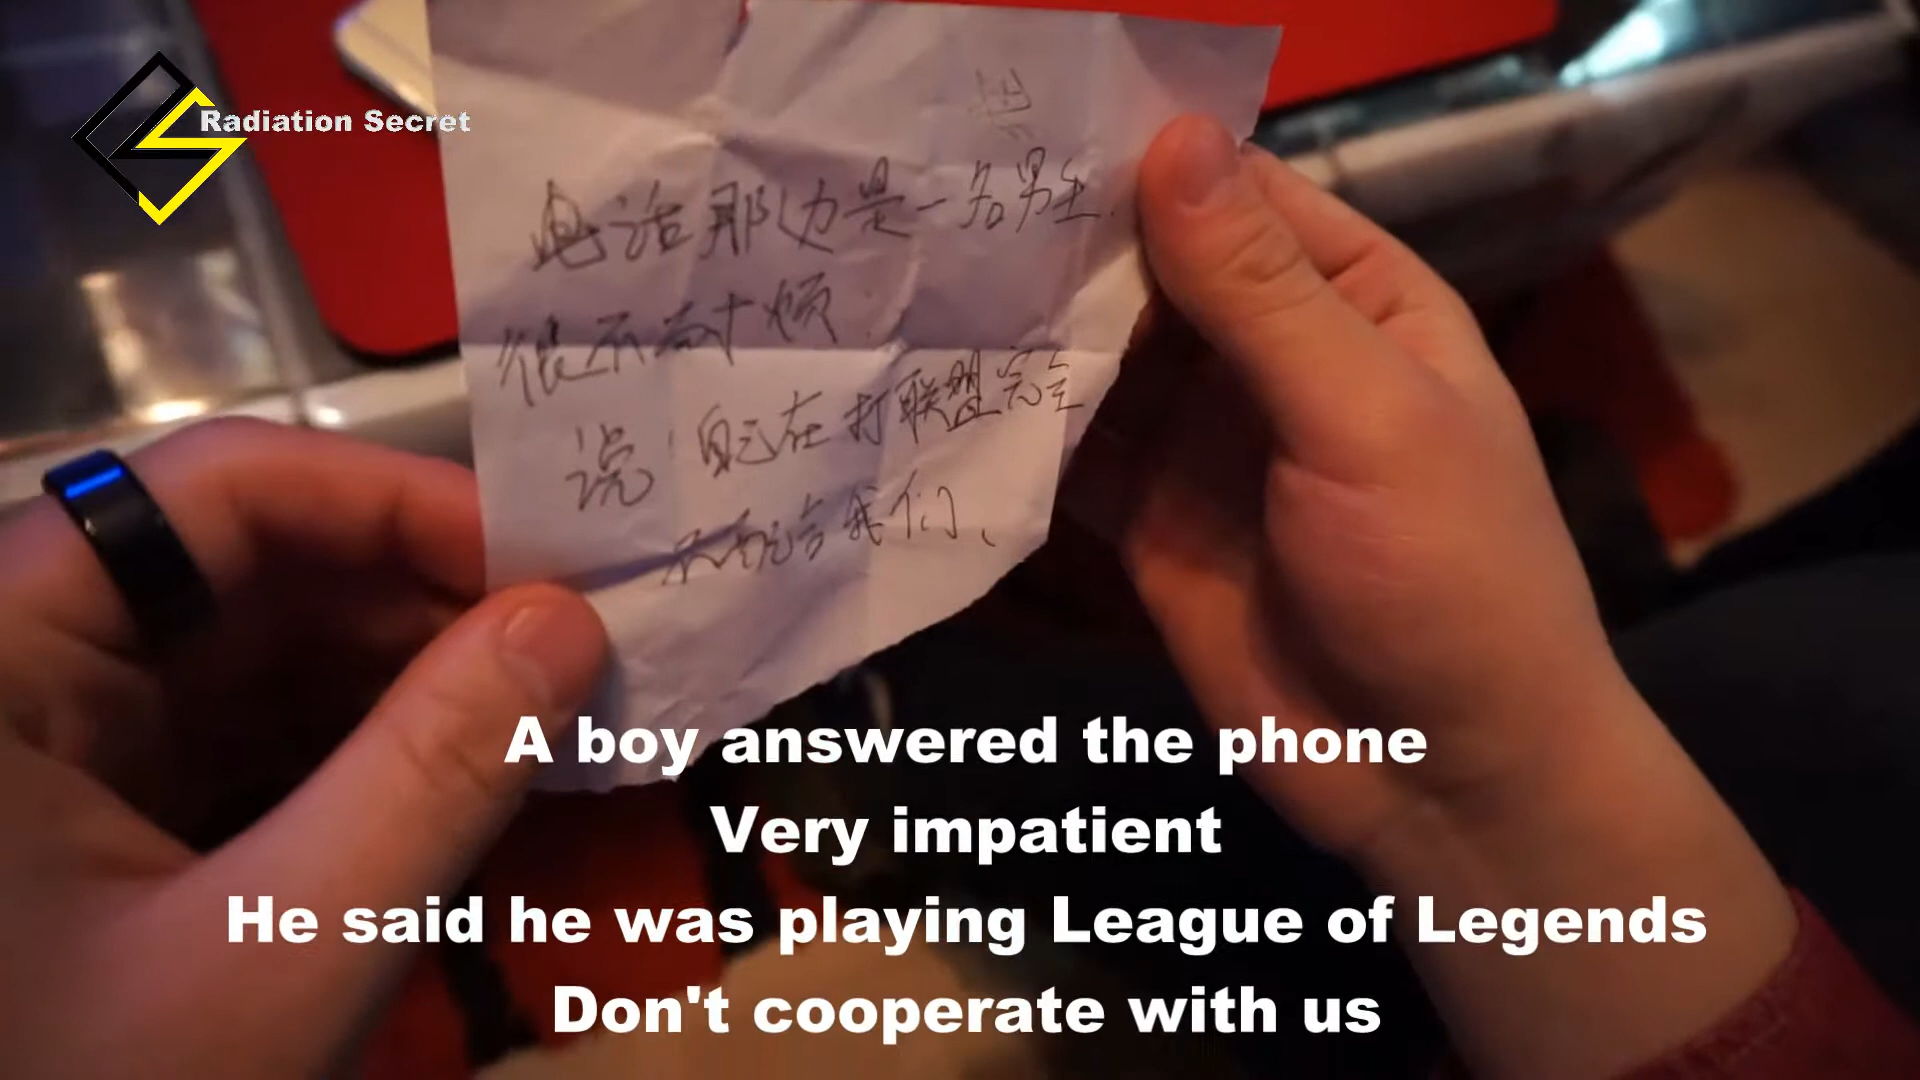 Radiation Secret
电话那边是一名男生.
很不耐烦.
说:自己在打联盟完全
不配合我们、
A boy answered the phone
Very impatient
He said he was playing League of Legends
Don't cooperate with us